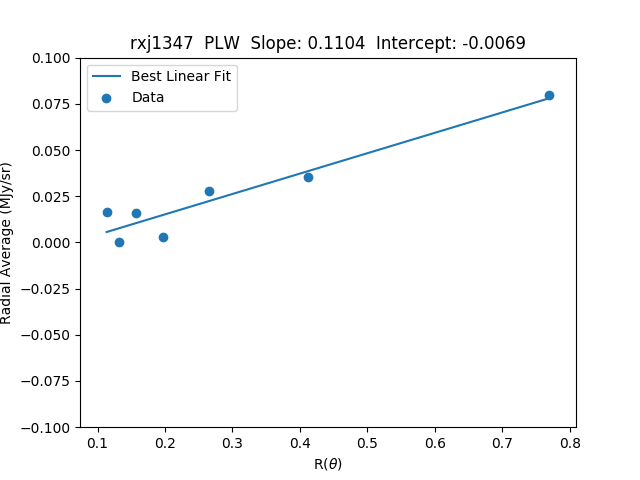 rxj1347  PLW  Slope: 0.1104  Intercept: -0.0069
Best Linear Fit
Data
Radial Average (MJy/sr)
0.100
0.075
0.050
0.025
0.000
−0.025
−0.050
−0.075
−0.100
0.1 0.2 0.3 0.4 0.5 0.6 0.7 0.8
R(θ)